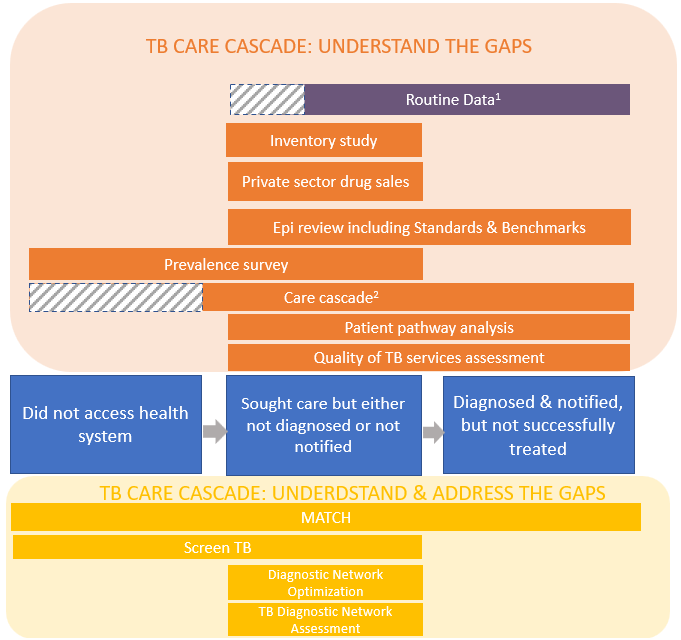 TB CARE CASCADE: UNDERSTAND THE GAPS
Routine Data¹
Inventory study
Private sector drug sales
Epi review including Standards & Benchmarks
Prevalence survey
Care cascade²
Patient pathway analysis
Quality of TB services assessment
Did not access health
system
Sought care but either
not diagnosed or not
notified
Diagnosed & notified,
but not successfully
treated
TB CARE CASCADE: UNDERDSTAND & ADDRESS THE GAPS
MATCH
Screen TB
Diagnostic Network
Optimization
TB Diagnostic Network
Assessment